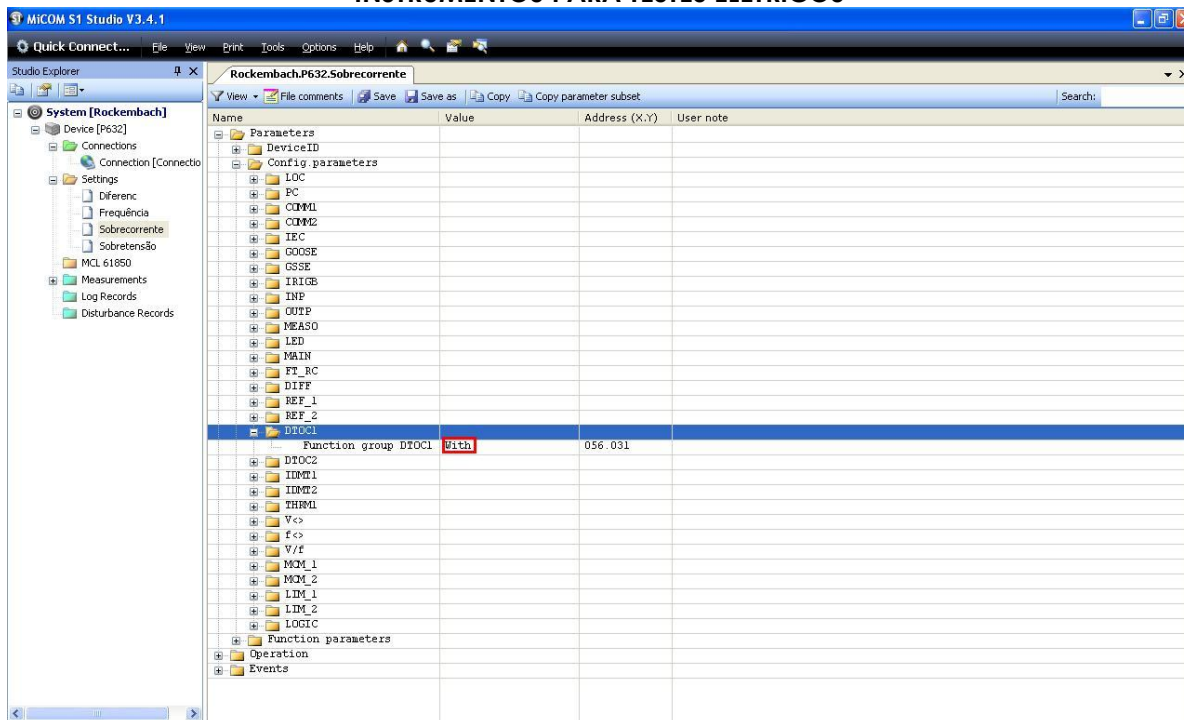 INSTRUMENTOS PARA TESTES ELÉTRICOS
MiCOM S1 Studio V3.4.1
Quick Connect... File View Print Tools Options Help
Studio Explorer
Rockembach.P632.Sobrecorrente
View File comments Save Save as Copy Copy parameter subset Search:
System [Rockembach]
Device [P632]
Connections
Connection [Connectio
Settings
Diferenc
Frequência
Sobrecorrente
Sobretensão
MCL 61850
Measurements
Log Records
Disturbance Records
Name Value Address (X.Y) User note
Parameters
DeviceID
Config.parameters
LOC
PC
COMM1
COMM2
IEC
GOOSE
GSSE
IRIGB
INP
OUTP
MEASO
LED
MAIN
FT_RC
DIFF
REF_1
REF_2
DTOC1
Function group DTOC1 With 056.031
DTOC2
IDMT1
IDMT2
THRM1
V<>
f<>
V/f
MCM_1
MCM_2
LIM_1
LIM_2
LOGIC
Function parameters
Operation
Events